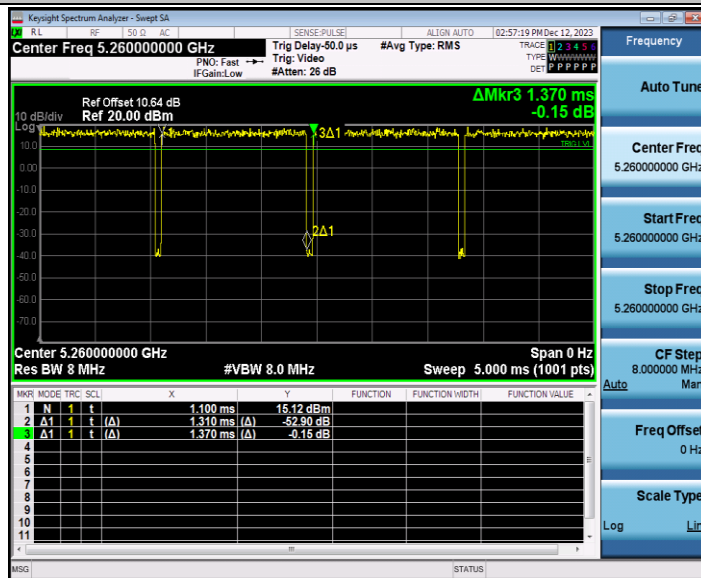 Keysight Spectrum Analyzer - Swept SA
RL RF 50 Ω AC SENSE:PULSE ALIGN AUTO 02:57:19 PM Dec 12, 2023
Center Freq 5.260000000 GHz
PNO: Fast
IFGain:Low
Trig Delay-50.0 µs
Trig: Video
#Atten: 26 dB
#Avg Type: RMS
TRACE 1 2 3 4 5 6
TYPE WWWWWW
DET P P P P P P
ΔMkr3 1.370 ms
-0.15 dB
Ref Offset 10.64 dB
10 dB/div Ref 20.00 dBm
Log
1
3Δ1
TRIG LVL
10.0
0.00
-10.0
-20.0
-30.0
2Δ1
-40.0
-50.0
-60.0
-70.0
Center 5.260000000 GHz Span 0 Hz
Res BW 8 MHz #VBW 8.0 MHz Sweep 5.000 ms (1001 pts)
MKR MODE TRC SCL X Y FUNCTION FUNCTION WIDTH FUNCTION VALUE
1 N 1 t 1.100 ms 15.12 dBm
2 Δ1 1 t (Δ) 1.310 ms (Δ) -52.90 dB
3 Δ1 1 t (Δ) 1.370 ms (Δ) -0.15 dB
4
5
6
7
8
9
10
11
MSG STATUS
Frequency
Auto Tune
Center Freq
5.260000000 GHz
Start Freq
5.260000000 GHz
Stop Freq
5.260000000 GHz
CF Step
8.000000 MHz
Auto Man
Freq Offset
0 Hz
Scale Type
Log Lin